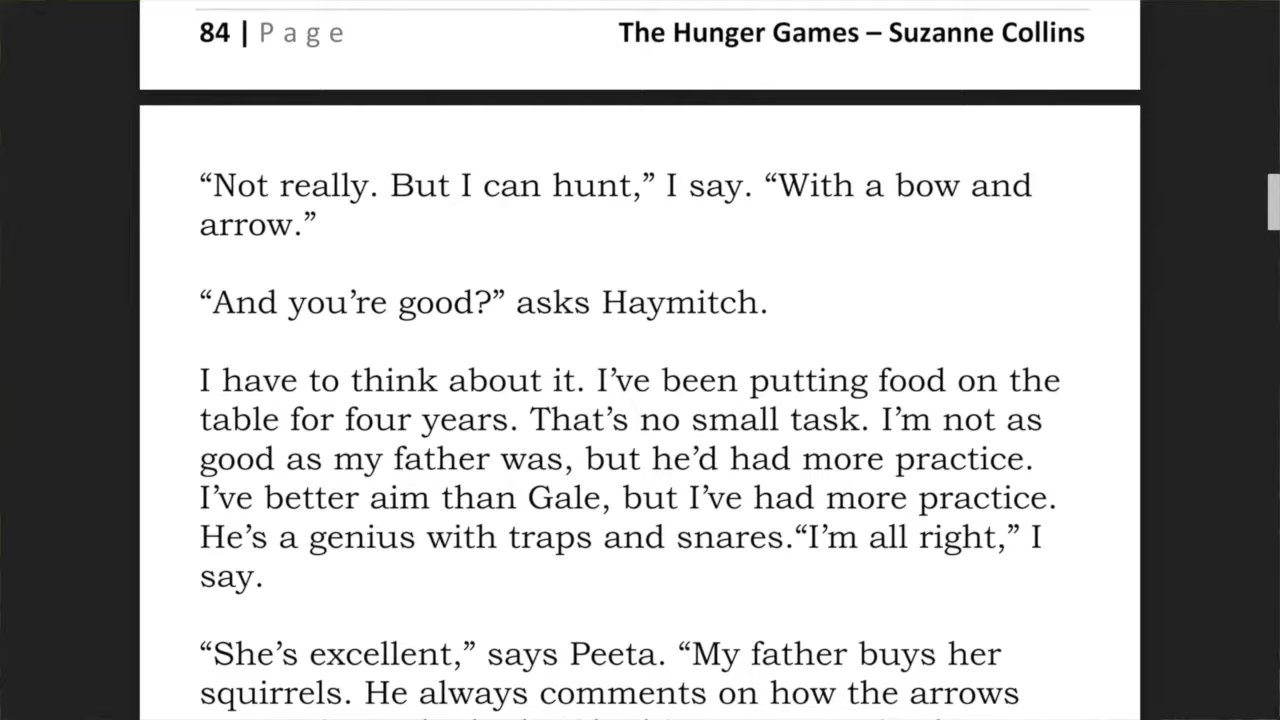 84 | Page The Hunger Games – Suzanne Collins
“Not really. But I can hunt,” I say. “With a bow and
arrow.”
“And you’re good?” asks Haymitch.
I have to think about it. I’ve been putting food on the
table for four years. That’s no small task. I’m not as
good as my father was, but he’d had more practice.
I’ve better aim than Gale, but I’ve had more practice.
He’s a genius with traps and snares.“I’m all right,” I
say.
“She’s excellent,” says Peeta. “My father buys her
squirrels. He always comments on how the arrows